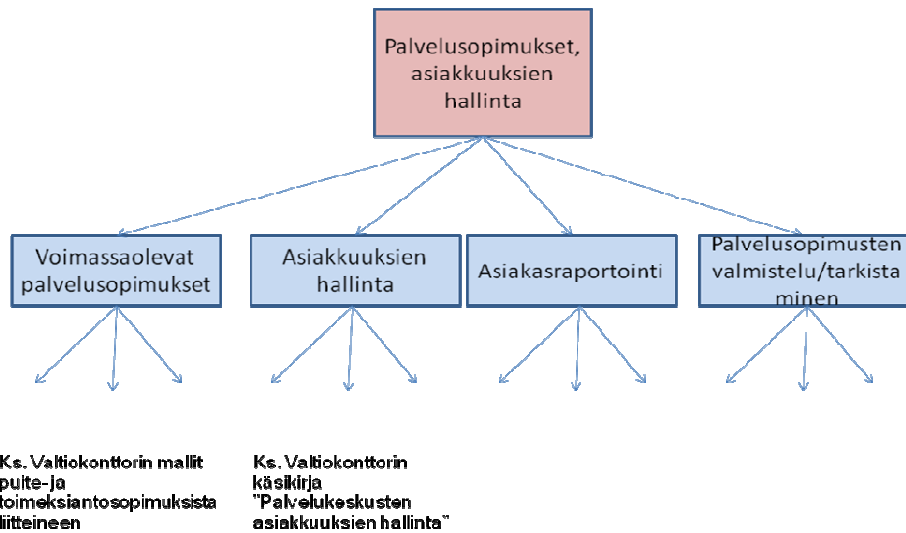 Palvelusopimukset,
asiakkuuksien
hallinta
Voimassaolevat
palvelusopimukset
Asiakkuuksien
hallinta
Asiakasraportointi
Palvelusopimusten
valmistelu/tarkista
minen
Ks. Valtiokonttorin mallit
puite-ja
toimeksiantosopimuksista
liitteineen
Ks. Valtiokonttorin
käsikirja
"Palvelukeskusten
asiakkuuksien hallinta"